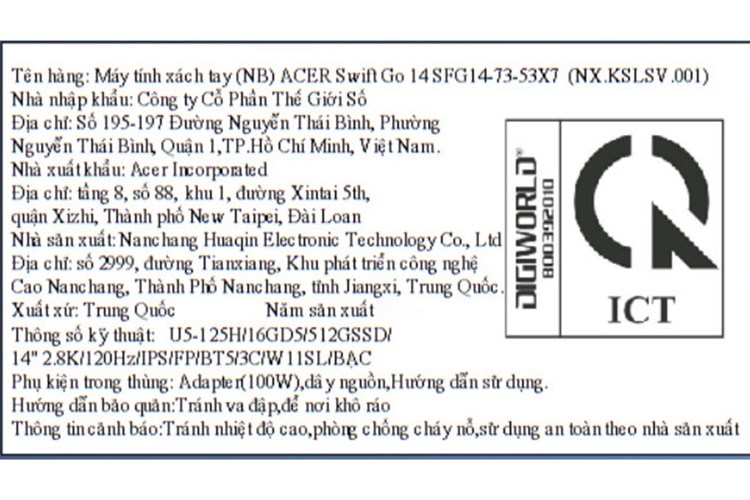 Tên hàng: Máy tính xách tay (NB) ACER Swift Go 14 SFG14-73-53X7 (NX.KSLSV.001)
Nhà nhập khẩu: Công ty Cổ Phần Thế Giới Số
Địa chỉ: Số 195-197 Đường Nguyễn Thái Bình, Phường
Nguyễn Thái Bình, Quận 1,TP.Hồ Chí Minh, Việt Nam.
Nhà xuất khẩu: Acer Incorporated
Địa chỉ: tầng 8, số 88, khu 1, đường Xintai 5th,
quận Xizhi, Thành phố New Taipei, Đài Loan
Nhà sản xuất: Nanchang Huaqin Electronic Technology Co., Ltd
Địa chỉ: số 2999, đường Tianxiang, Khu phát triển công nghệ
Cao Nanchang, Thành Phố Nanchang, tỉnh Jiangxi, Trung Quốc.
Xuất xứ: Trung Quốc Năm sản xuất
Thông số kỹ thuật: U5-125H/16GD5/512GSSD/
14" 2.8K/120Hz/IPS/FP/BT5/3C/W11SL/BẠC
Phụ kiện trong thùng: Adapter(100W),dây nguồn,Hướng dẫn sử dụng.
Hướng dẫn bảo quản:Tránh va đập,để nơi khô ráo
Thông tin cảnh báo:Tránh nhiệt độ cao,phòng chống cháy nổ,sử dụng an toàn theo nhà sản xuất
DIGIWORLD®
800392010
ICT